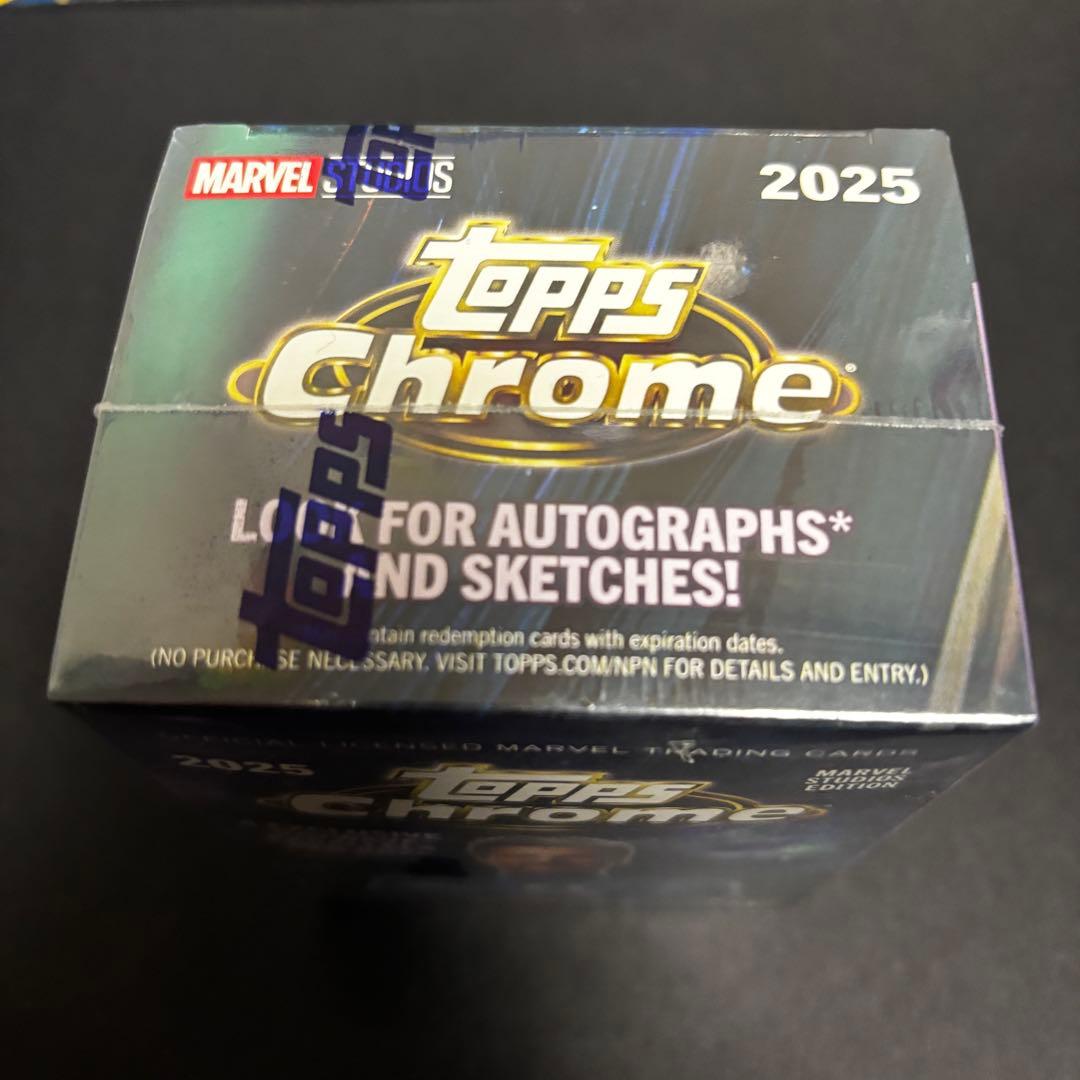 MARVEL STUDIOS
2025
topps
Chrome®
LOOK FOR AUTOGRAPHS*
AND SKETCHES!
topps
contain redemption cards with expiration dates.
(NO PURCHASE NECESSARY. VISIT TOPPS.COM/NPN FOR DETAILS AND ENTRY.)
OFFICIAL LICENSED MARVEL TRADING CARDS
2025
topps
Chrome
MARVEL
STUDIOS
EDITION